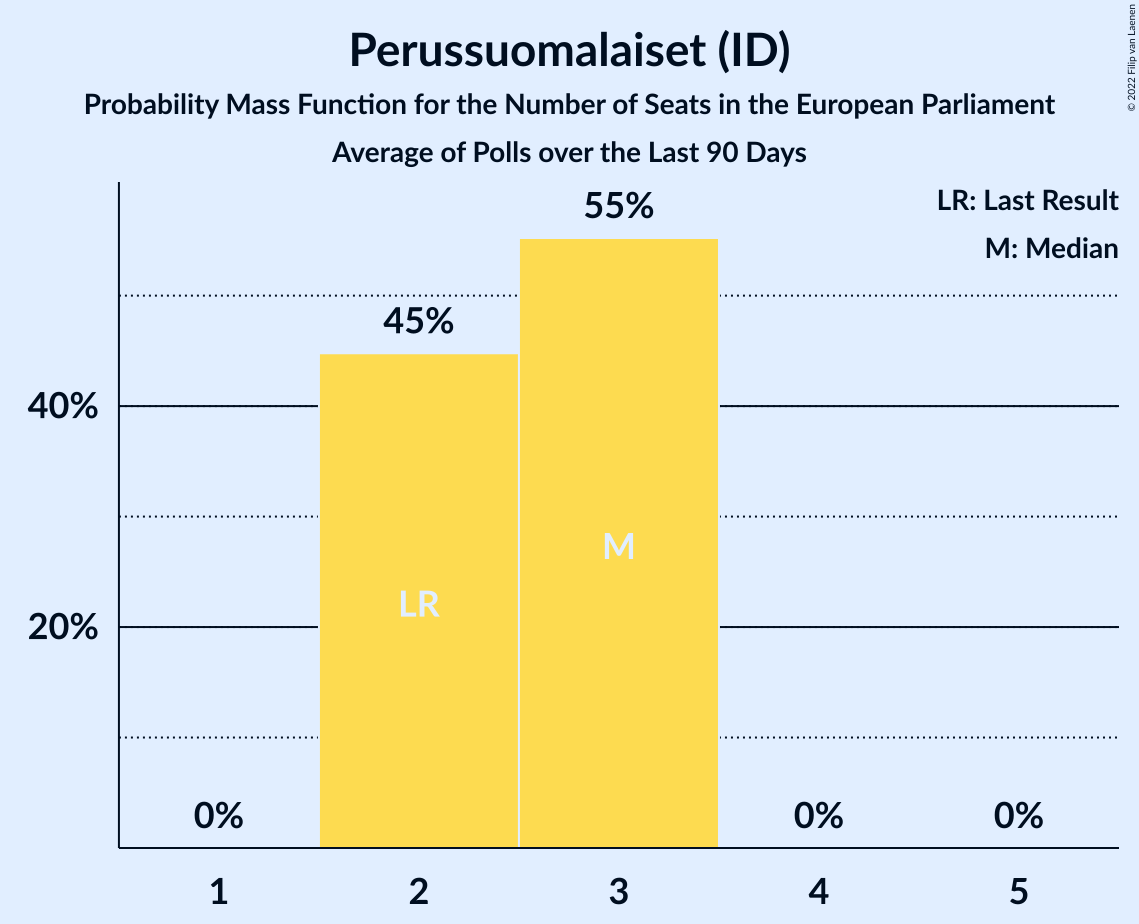 Perussuomalaiset (ID)
Probability Mass Function for the Number of Seats in the European Parliament
Average of Polls over the Last 90 Days
© 2022 Filip van Laenen
LR: Last Result
M: Median
55%
45%
40%
M
LR
20%
0%
0%
0%
1
2
3
4
5